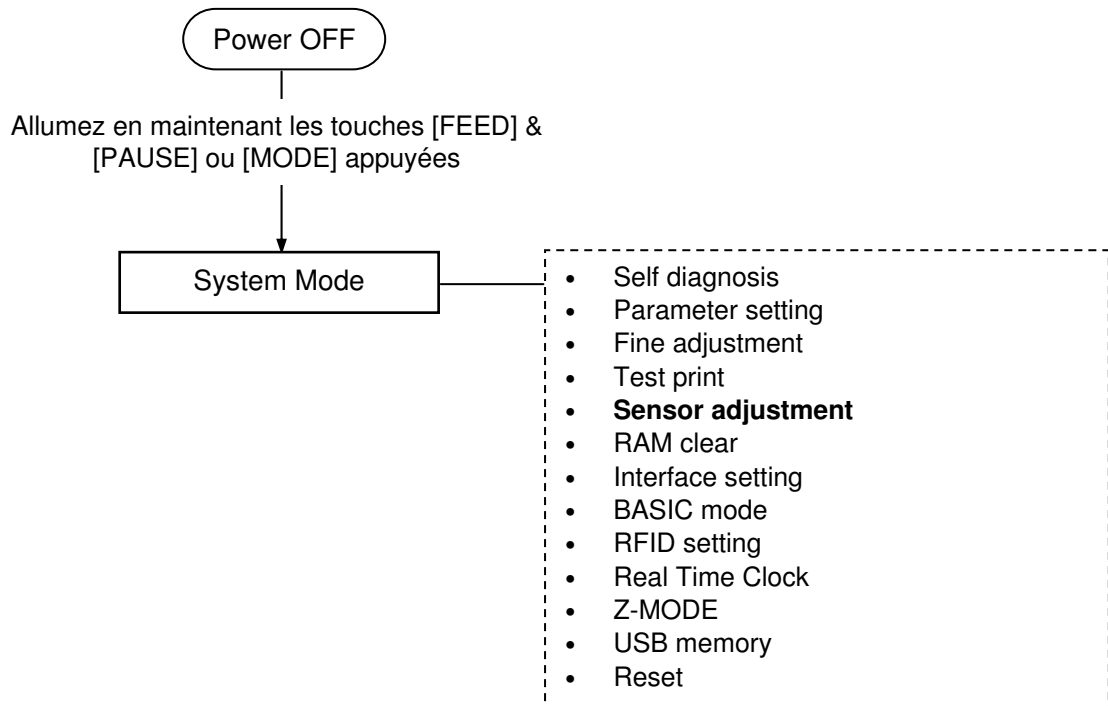 Power OFF
Allumez en maintenant les touches [FEED] &
[PAUSE] ou [MODE] appuyées
System Mode
• Self diagnosis
• Parameter setting
• Fine adjustment
• Test print
• Sensor adjustment
• RAM clear
• Interface setting
• BASIC mode
• RFID setting
• Real Time Clock
• Z-MODE
• USB memory
• Reset